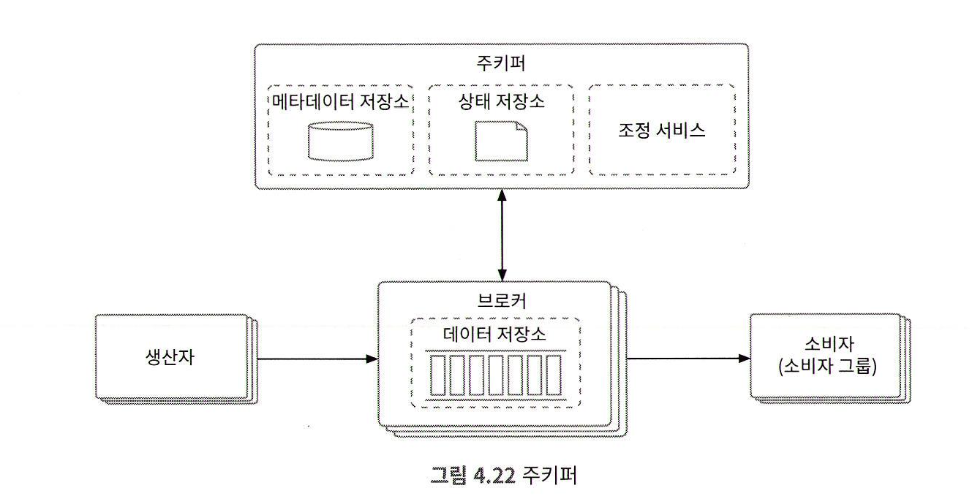 주키퍼
메타데이터 저장소
상태 저장소
조정 서비스
브로커
데이터 저장소
생산자
소비자
(소비자 그룹)
그림 4.22 주키퍼